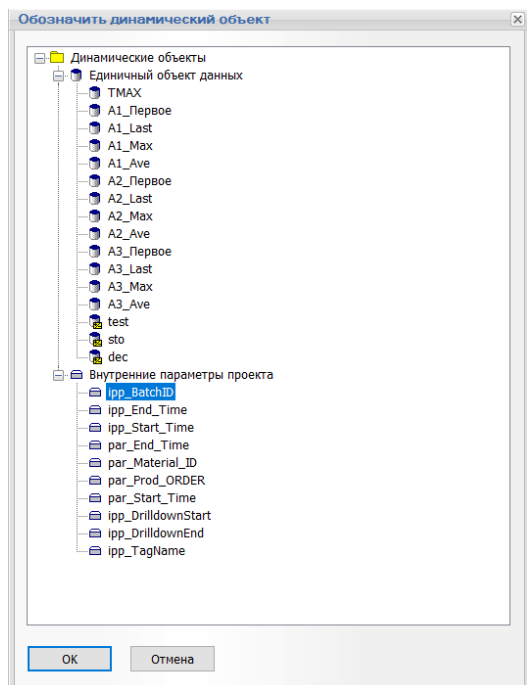 Обозначить динамический объект
Динамические объекты
Единичный объект данных
TMAX
A1_Первое
A1_Last
A1_Max
A1_Ave
A2_Первое
A2_Last
A2_Max
A2_Ave
A3_Первое
A3_Last
A3_Max
A3_Ave
test
sto
dec
Внутренние параметры проекта
ipp_BatchID
ipp_End_Time
ipp_Start_Time
par_End_Time
par_Material_ID
par_Prod_ORDER
par_Start_Time
ipp_DrilldownStart
ipp_DrilldownEnd
ipp_TagName
OK Отмена